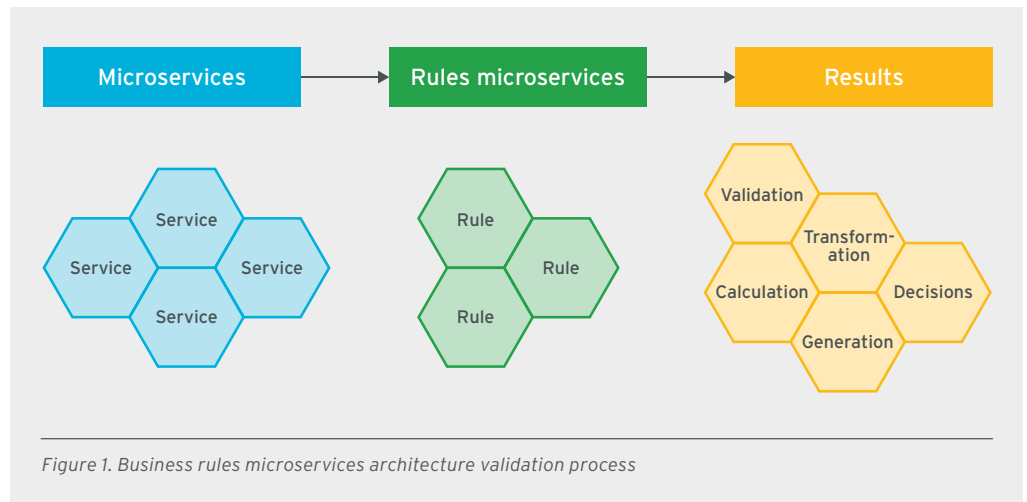 Microservices
Rules microservices
Results
Service
Service
Service
Service
Rule
Rule
Rule
Validation
Transform-
ation
Calculation
Decisions
Generation
Figure 1. Business rules microservices architecture validation process